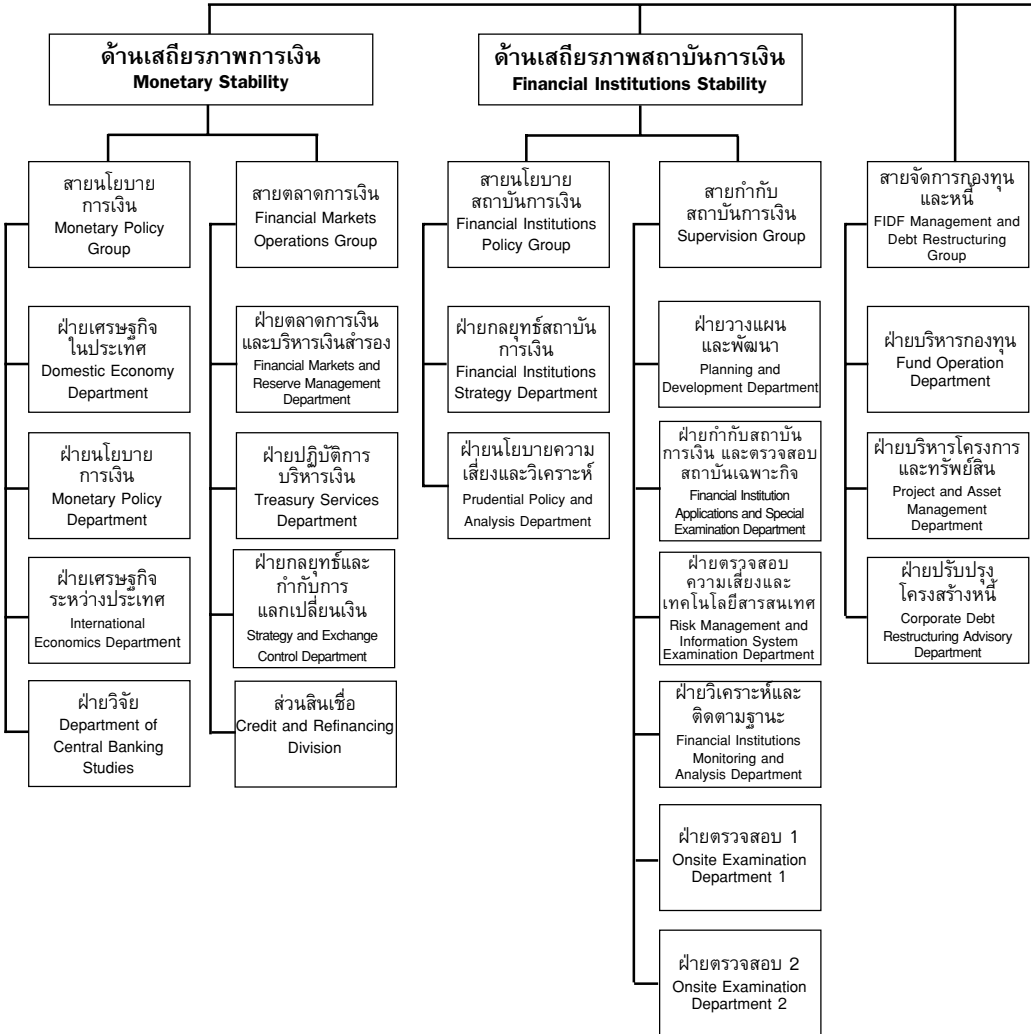 ด้านเสถียรภาพการเงิน
Monetary Stability
ด้านเสถียรภาพสถาบันการเงิน
Financial Institutions Stability
สายนโยบาย
การเงิน
Monetary Policy
Group
สายตลาดการเงิน
Financial Markets
Operations Group
สายนโยบาย
สถาบันการเงิน
Financial Institutions
Policy Group
สายกำกับ
สถาบันการเงิน
Supervision Group
สายจัดการกองทุน
และหนี้
FIDF Management and
Debt Restructuring
Group
ฝ่ายเศรษฐกิจ
ในประเทศ
Domestic Economy
Department
ฝ่ายตลาดการเงิน
และบริหารเงินสำรอง
Financial Markets and
Reserve Management
Department
ฝ่ายกลยุทธ์สถาบัน
การเงิน
Financial Institutions
Strategy Department
ฝ่ายวางแผน
และพัฒนา
Planning and
Development Department
ฝ่ายบริหารกองทุน
Fund Operation
Department
ฝ่ายนโยบาย
การเงิน
Monetary Policy
Department
ฝ่ายปฏิบัติการ
บริหารเงิน
Treasury Services
Department
ฝ่ายนโยบายความ
เสี่ยงและวิเคราะห์
Prudential Policy and
Analysis Department
ฝ่ายกำกับสถาบัน
การเงิน และตรวจสอบ
สถาบันเฉพาะกิจ
Financial Institution
Applications and Special
Examination Department
ฝ่ายบริหารโครงการ
และทรัพย์สิน
Project and Asset
Management
Department
ฝ่ายเศรษฐกิจ
ระหว่างประเทศ
International
Economics Department
ฝ่ายกลยุทธ์และ
กำกับการ
แลกเปลี่ยนเงิน
Strategy and Exchange
Control Department
ฝ่ายตรวจสอบ
ความเสี่ยงและ
เทคโนโลยีสารสนเทศ
Risk Management and
Information System
Examination Department
ฝ่ายปรับปรุง
โครงสร้างหนี้
Corporate Debt
Restructuring Advisory
Department
ฝ่ายวิจัย
Department of
Central Banking
Studies
ส่วนสินเชื่อ
Credit and Refinancing
Division
ฝ่ายวิเคราะห์และ
ติดตามฐานะ
Financial Institutions
Monitoring and
Analysis Department
ฝ่ายตรวจสอบ 1
Onsite Examination
Department 1
ฝ่ายตรวจสอบ 2
Onsite Examination
Department 2